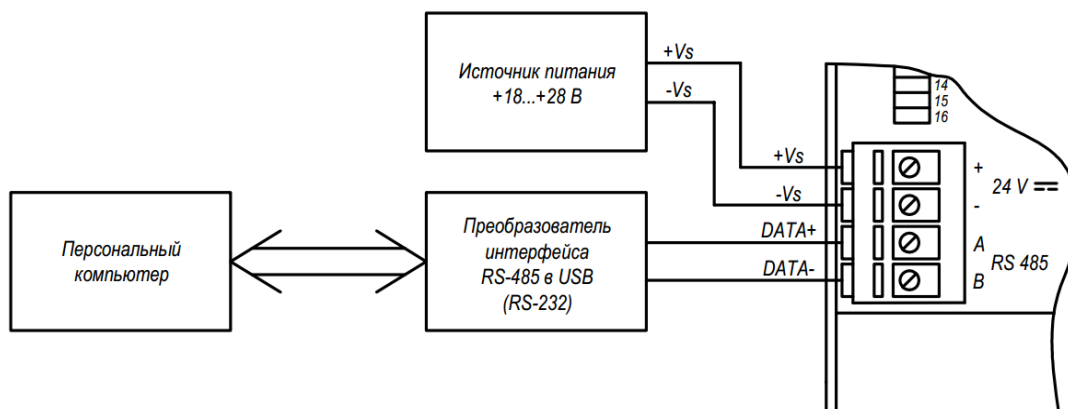 Источник питания
+18...+28 В
+Vs
-Vs
14
15
16
+Vs
-Vs
DATA+
DATA-
+
-
24 V
A
B
RS 485
Персональный
компьютер
Преобразователь
интерфейса
RS-485 в USB
(RS-232)